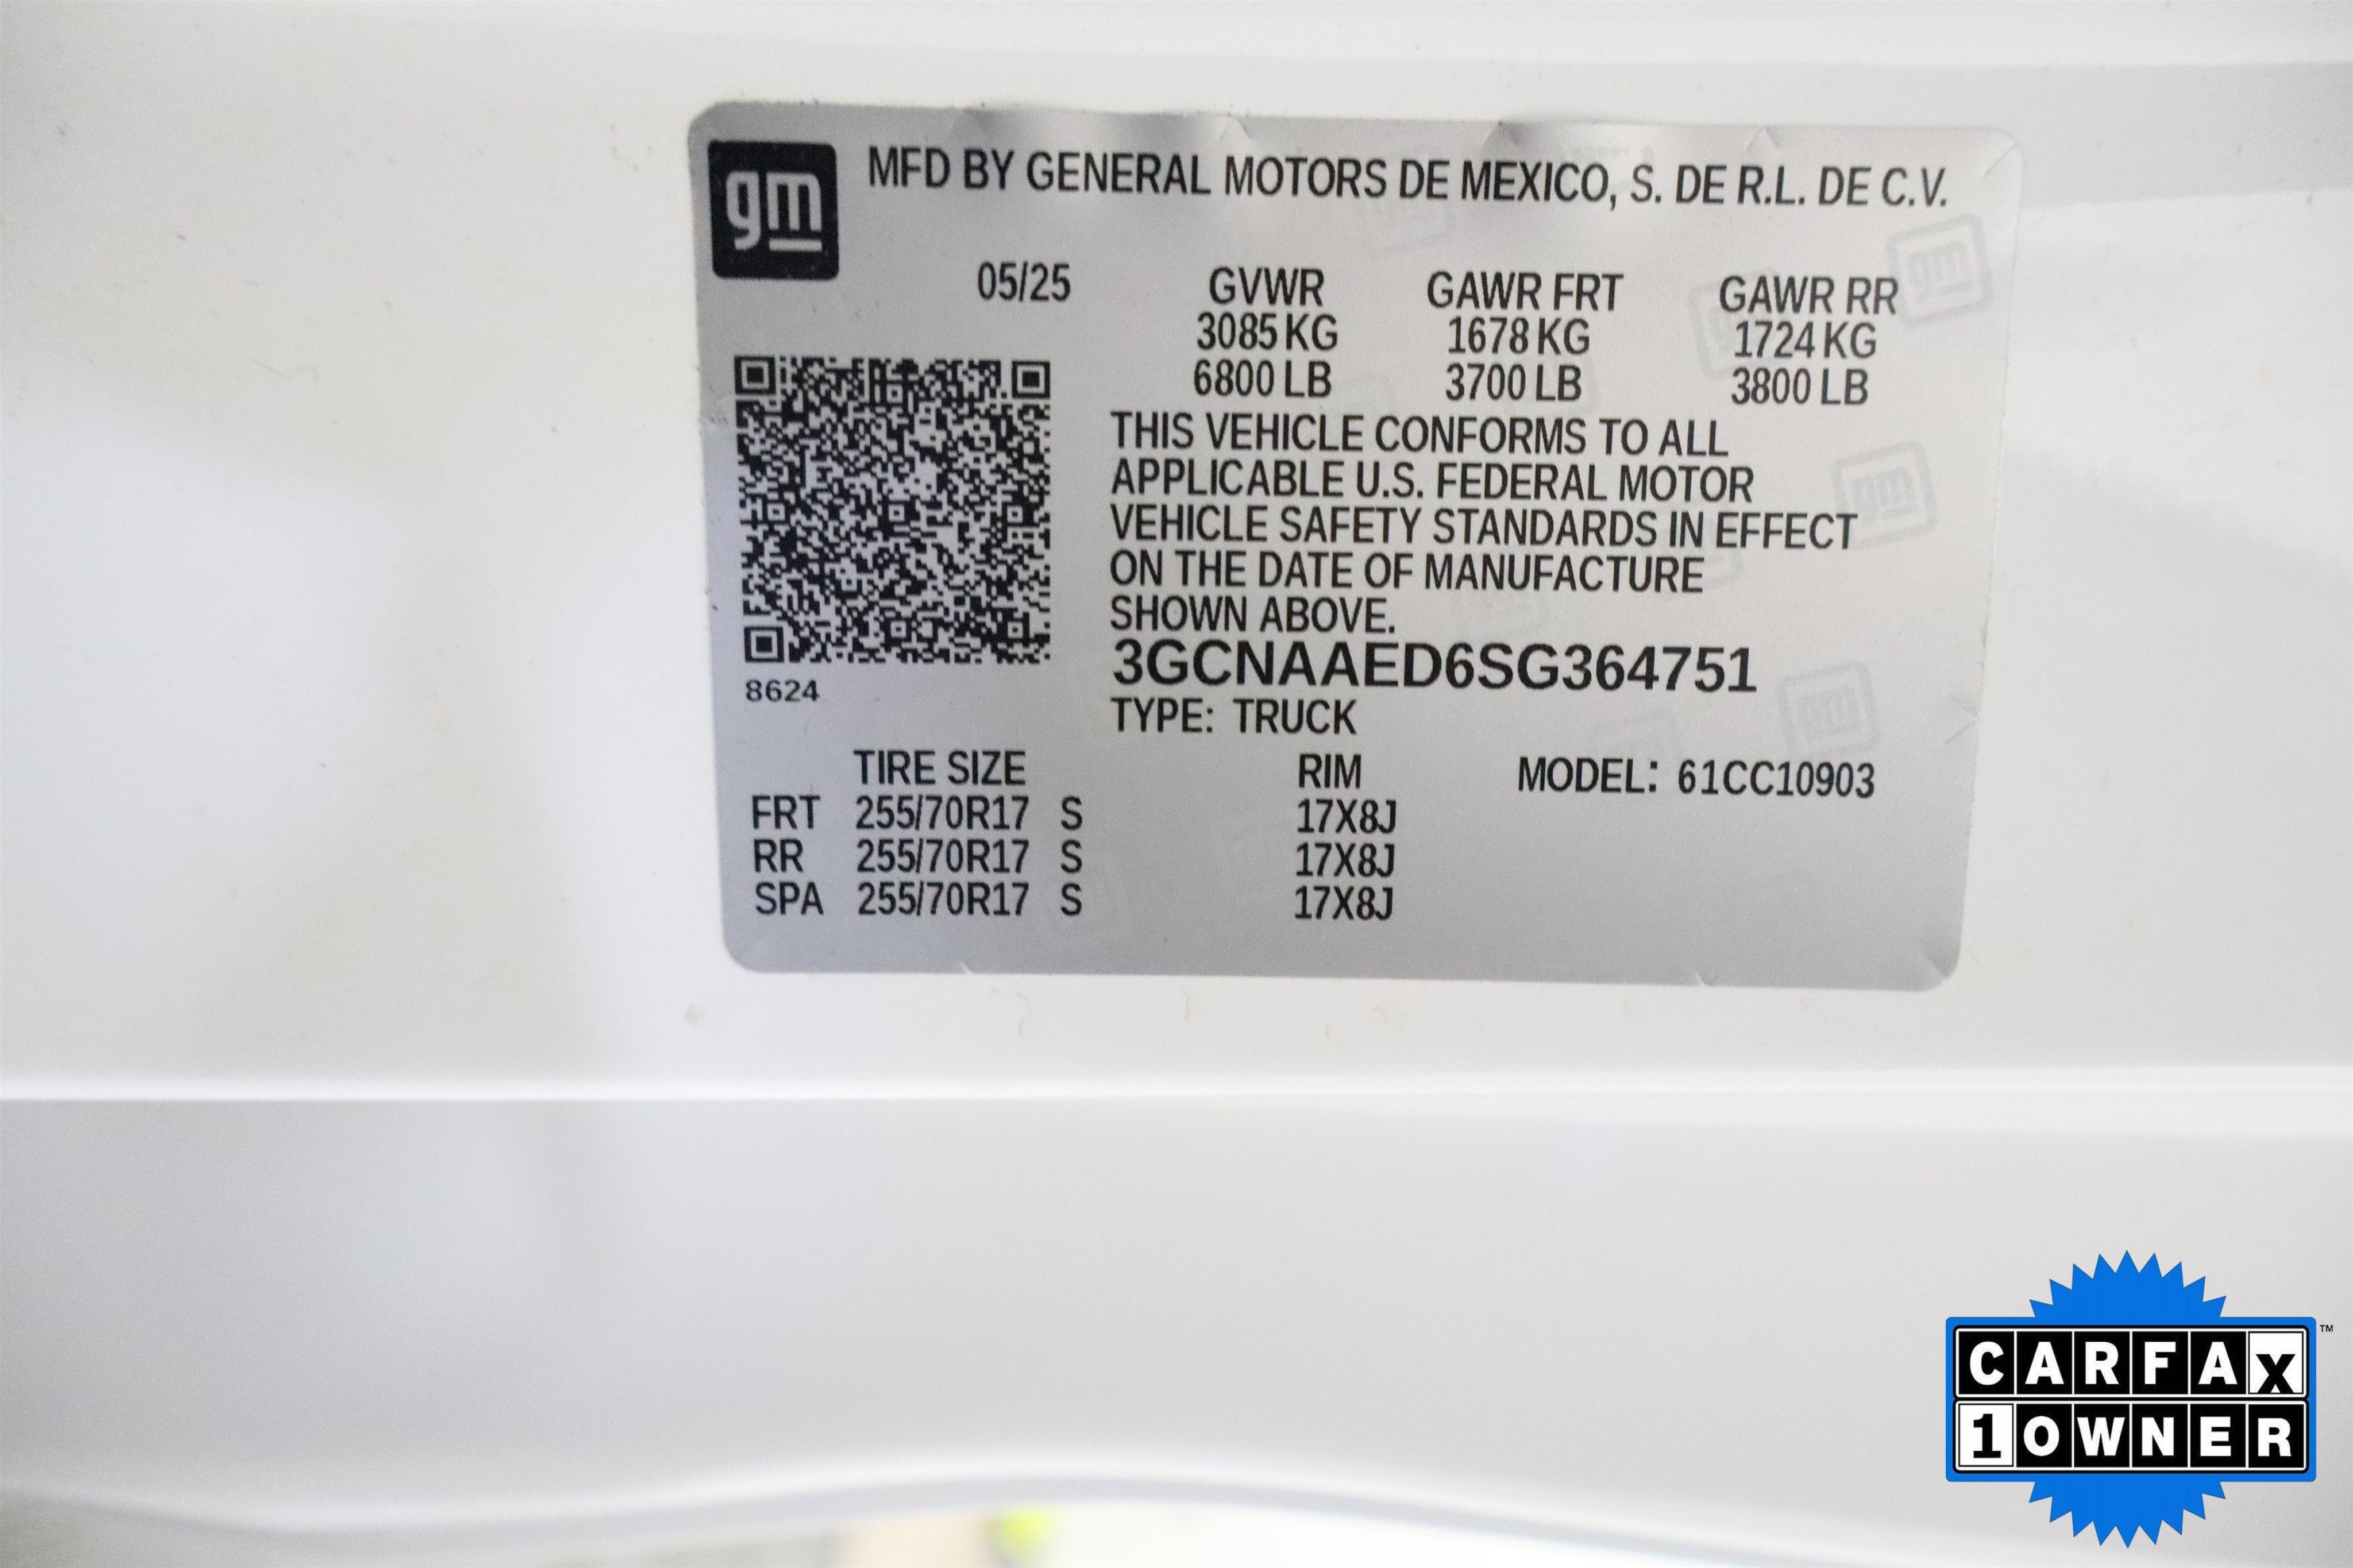 gm
MFD BY GENERAL MOTORS DE MEXICO, S. DE R.L. DE C.V.
05/25 GVWR GAWR FRT GAWR RR
3085 KG 1678 KG 1724 KG
6800 LB 3700 LB 3800 LB
THIS VEHICLE CONFORMS TO ALL
APPLICABLE U.S. FEDERAL MOTOR
VEHICLE SAFETY STANDARDS IN EFFECT
ON THE DATE OF MANUFACTURE
SHOWN ABOVE.
3GCNAAED6SG364751
8624
TYPE: TRUCK
TIRE SIZE RIM MODEL: 61CC10903
FRT 255/70R17 S 17X8J
RR 255/70R17 S 17X8J
SPA 255/70R17 S 17X8J
CARFAX TM
1 OWNER